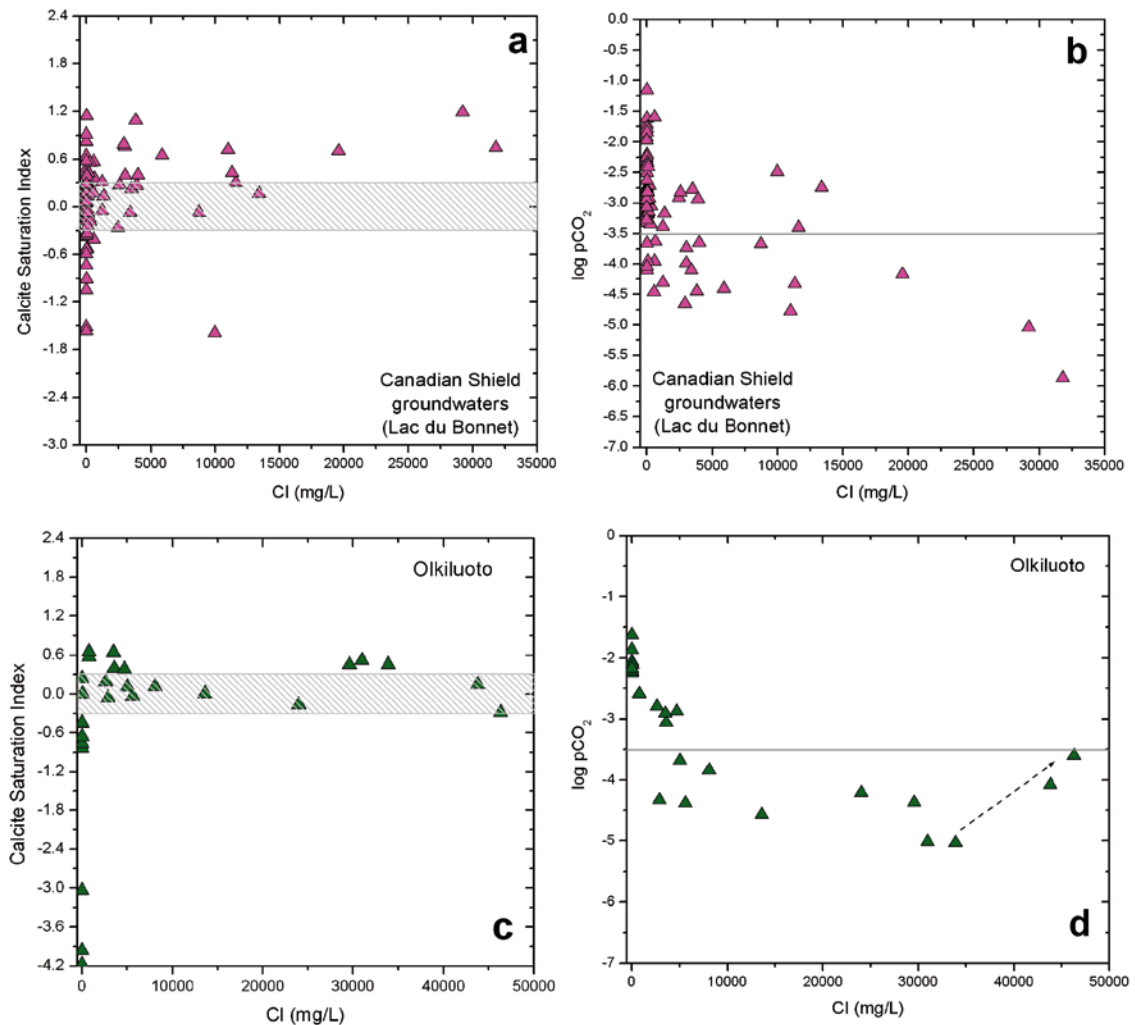 a
2.4
1.8
1.2
0.6
0.0
-0.6
-1.2
-1.8
-2.4
-3.0
Calcite Saturation Index
Canadian Shield
groundwaters
(Lac du Bonnet)
0 5000 10000 15000 20000 25000 30000 35000
Cl (mg/L)
b
0.0
-0.5
-1.0
-1.5
-2.0
-2.5
-3.0
-3.5
-4.0
-4.5
-5.0
-5.5
-6.0
-6.5
-7.0
log pCO2
Canadian Shield
groundwaters
(Lac du Bonnet)
0 5000 10000 15000 20000 25000 30000 35000
Cl (mg/L)
Olkiluoto
2.4
1.8
1.2
0.6
0.0
-0.6
-1.2
-1.8
-2.4
-3.0
-3.6
-4.2
Calcite Saturation Index
c
0 10000 20000 30000 40000 50000
Cl (mg/L)
Olkiluoto
0
-1
-2
-3
-4
-5
-6
-7
log pCO2
d
0 10000 20000 30000 40000 50000
Cl (mg/L)